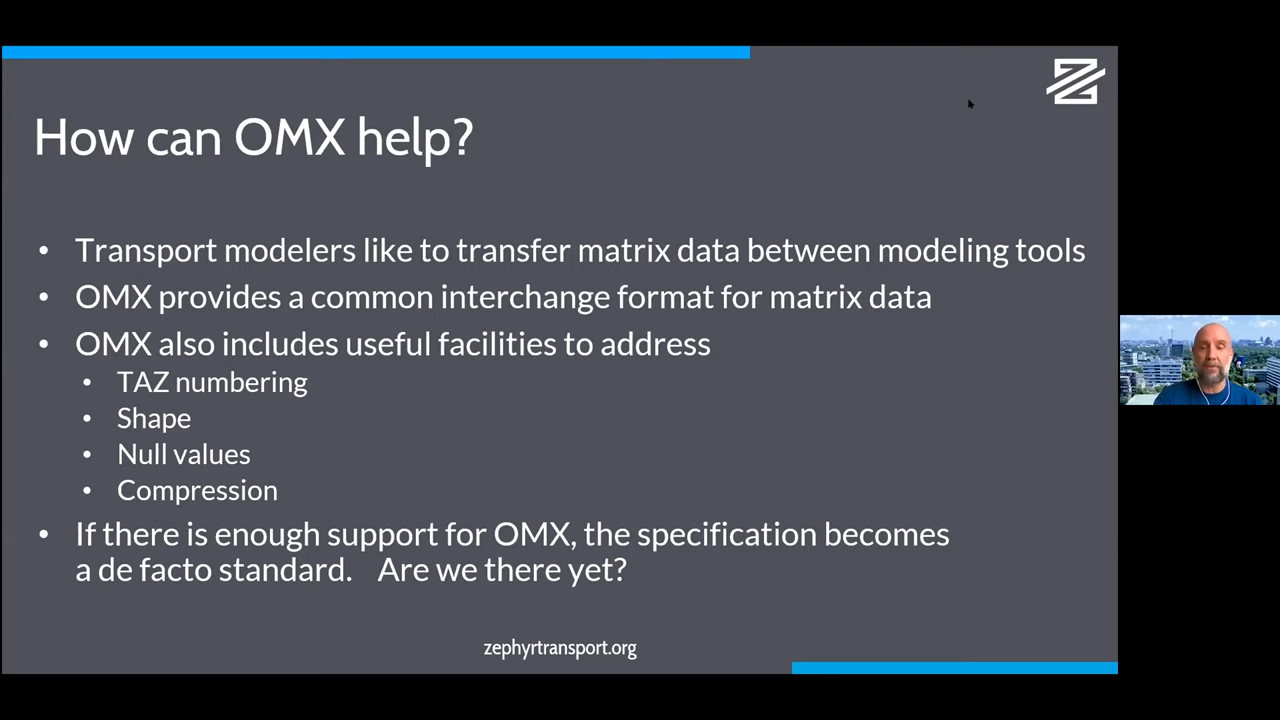 How can OMX help?
• Transport modelers like to transfer matrix data between modeling tools
• OMX provides a common interchange format for matrix data
• OMX also includes useful facilities to address
• TAZ numbering
• Shape
• Null values
• Compression
• If there is enough support for OMX, the specification becomes
a de facto standard. Are we there yet?
zephyrtransport.org